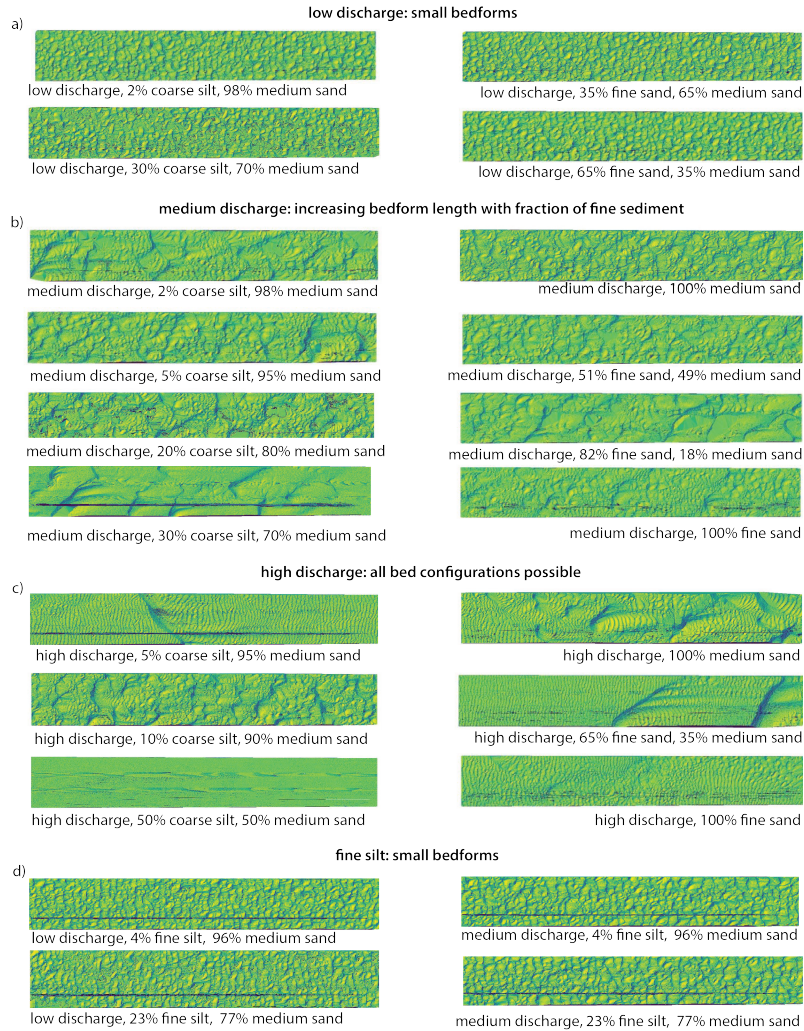 low discharge: small bedforms
a)
low discharge, 2% coarse silt, 98% medium sand
low discharge, 35% fine sand, 65% medium sand
low discharge, 30% coarse silt, 70% medium sand
low discharge, 65% fine sand, 35% medium sand
medium discharge: increasing bedform length with fraction of fine sediment
b)
medium discharge, 2% coarse silt, 98% medium sand
medium discharge, 100% medium sand
medium discharge, 5% coarse silt, 95% medium sand
medium discharge, 51% fine sand, 49% medium sand
medium discharge, 20% coarse silt, 80% medium sand
medium discharge, 82% fine sand, 18% medium sand
medium discharge, 30% coarse silt, 70% medium sand
medium discharge, 100% fine sand
high discharge: all bed configurations possible
c)
high discharge, 5% coarse silt, 95% medium sand
high discharge, 100% medium sand
high discharge, 10% coarse silt, 90% medium sand
high discharge, 65% fine sand, 35% medium sand
high discharge, 50% coarse silt, 50% medium sand
high discharge, 100% fine sand
fine silt: small bedforms
d)
low discharge, 4% fine silt, 96% medium sand
medium discharge, 4% fine silt, 96% medium sand
low discharge, 23% fine silt, 77% medium sand
medium discharge, 23% fine silt, 77% medium sand